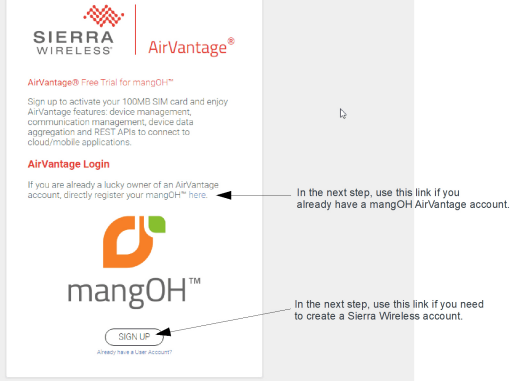 SIERRA
WIRELESS
AirVantage®
AirVantage® Free Trial for mangOH™
Sign up to activate your 100MB SIM card and enjoy
AirVantage features: device management,
communication management, device data
aggregation and REST APIs to connect to
cloud/mobile applications.
AirVantage Login
If you are already a lucky owner of an AirVantage
account, directly register your mangOH™ here.
In the next step, use this link if you
already have a mangOH AirVantage account.
mangOH™
In the next step, use this link if you need
to create a Sierra Wireless account.
SIGN UP
Already have a User Account?